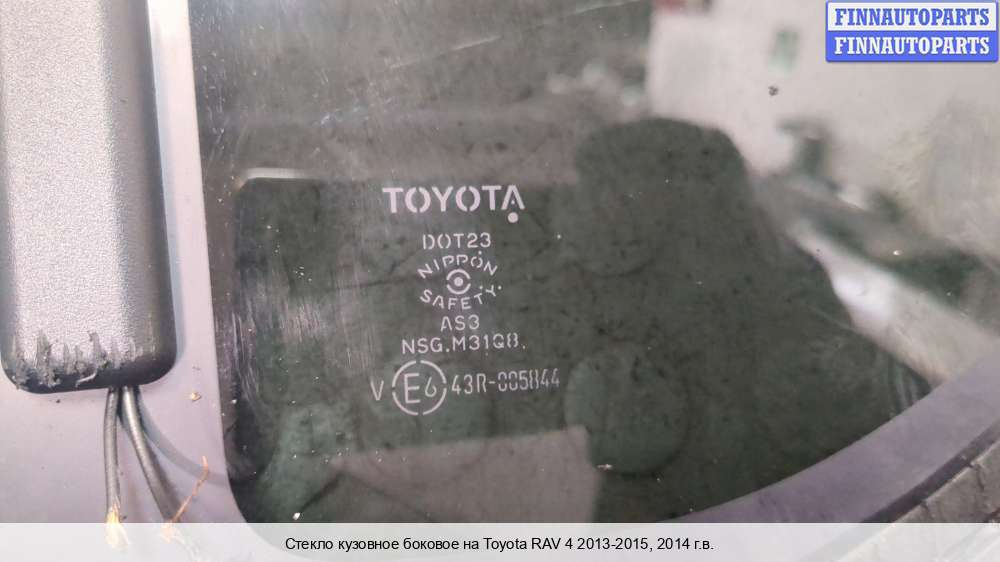 FINNAUTOPARTS
FINNAUTOPARTS
TOYOTA
DOT23
NIPPON
SAFETY
AS3
NSG.M31Q8.
V E6 43R-005844
Стекло кузовное боковое на Toyota RAV 4 2013-2015, 2014 г.в.